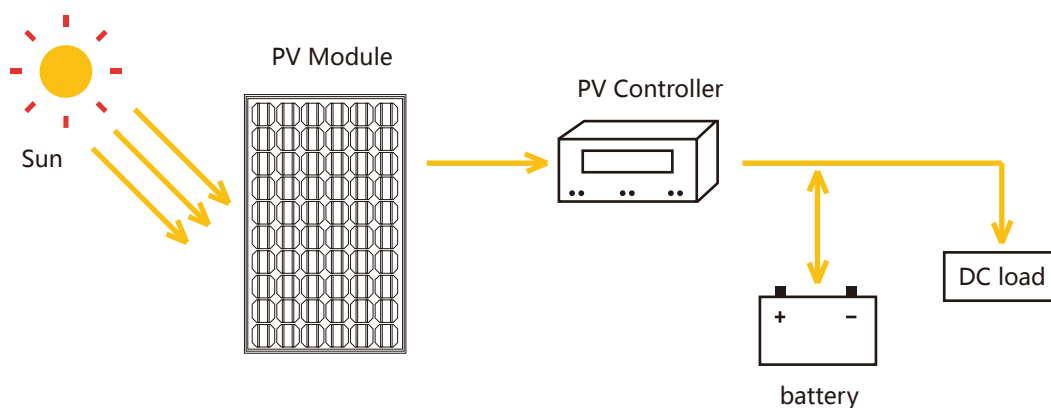 PV Module
PV Controller
Sun
DC load
+ −
battery